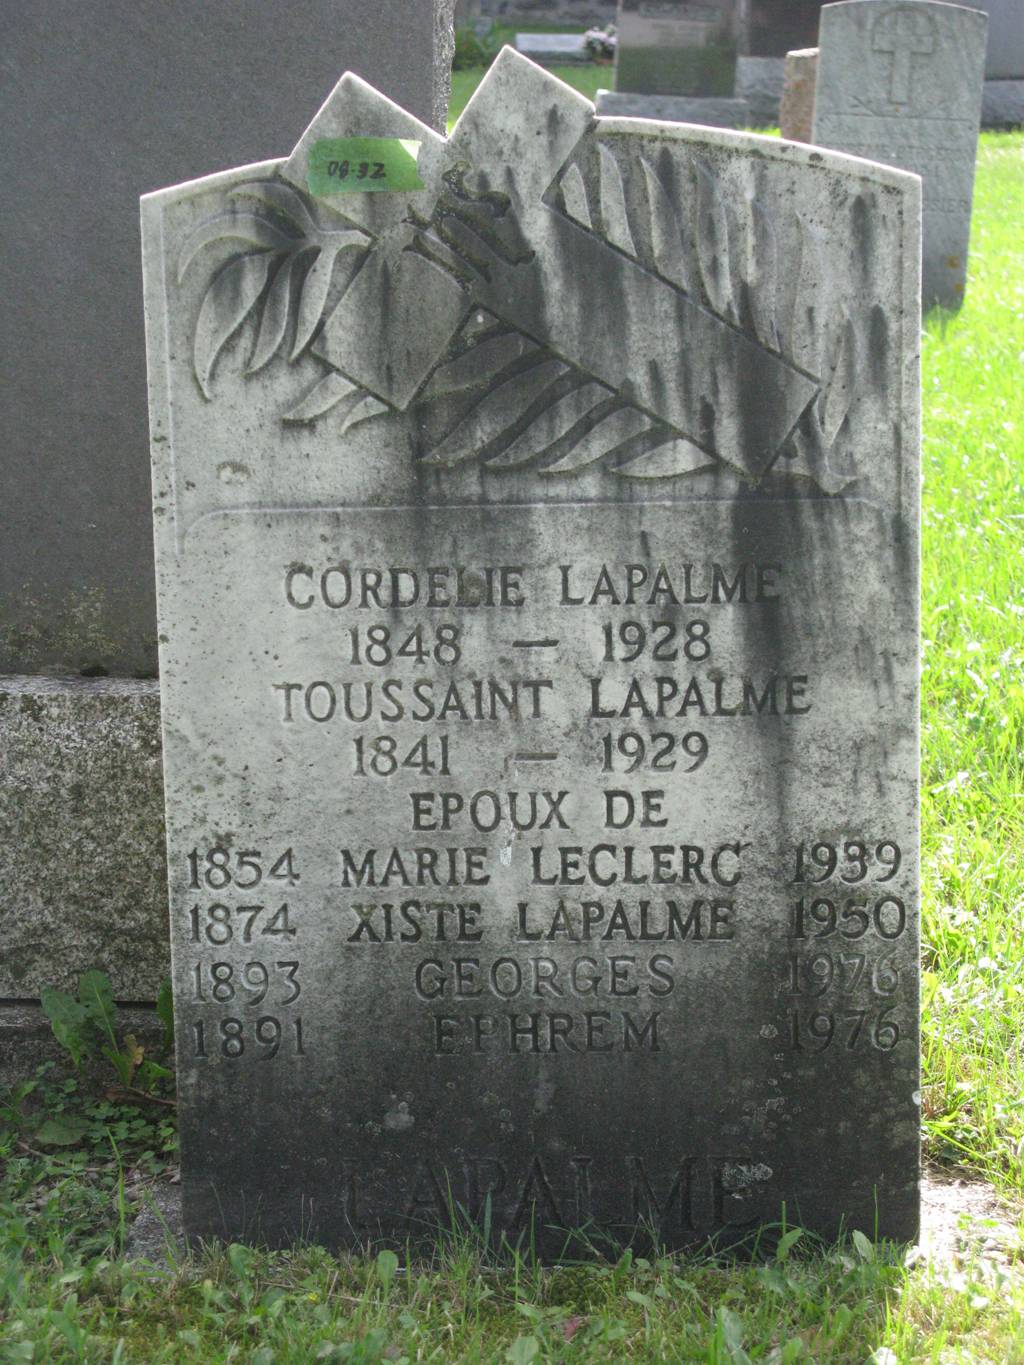 08-32
CORDELIE LAPALME
1848 — 1928
TOUSSAINT LAPALME
1841 — 1929
EPOUX DE
1854 MARIE LECLERC 1939
1874 XISTE LAPALME 1950
1893 GEORGES 1976
1891 EPHREM 1976
LAPALME